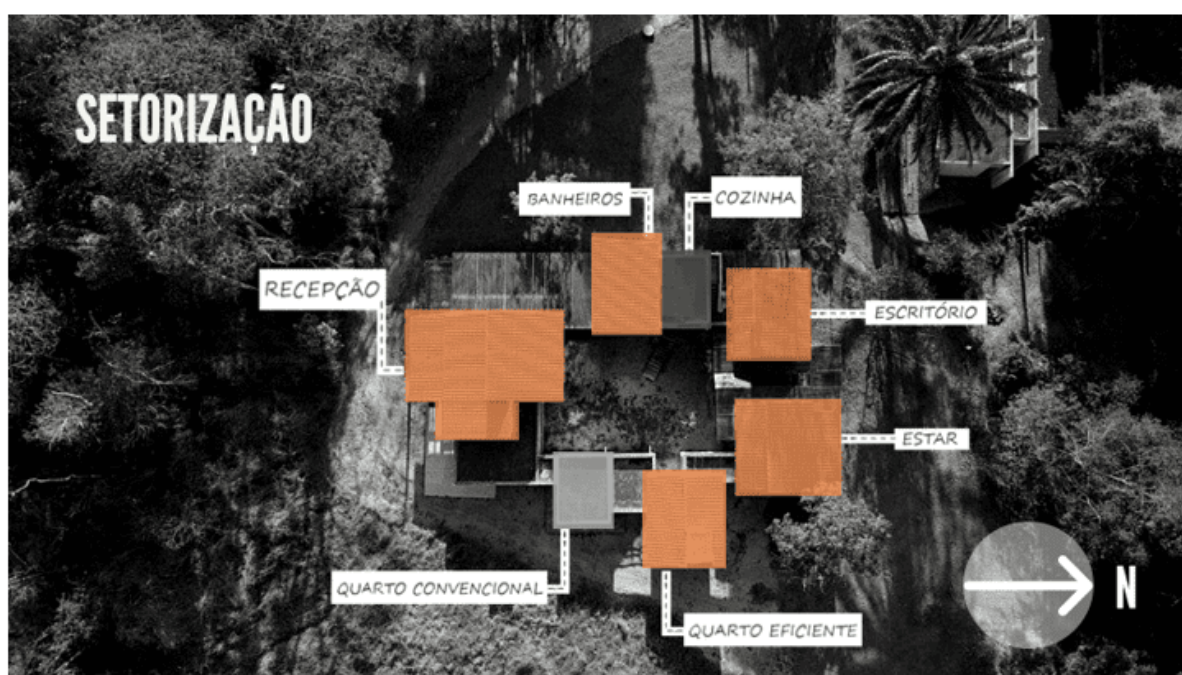 SETORIZAÇÃO
BANHEIROS
COZINHA
RECEPÇÃO
ESCRITÓRIO
ESTAR
QUARTO CONVENCIONAL
N
QUARTO EFICIENTE